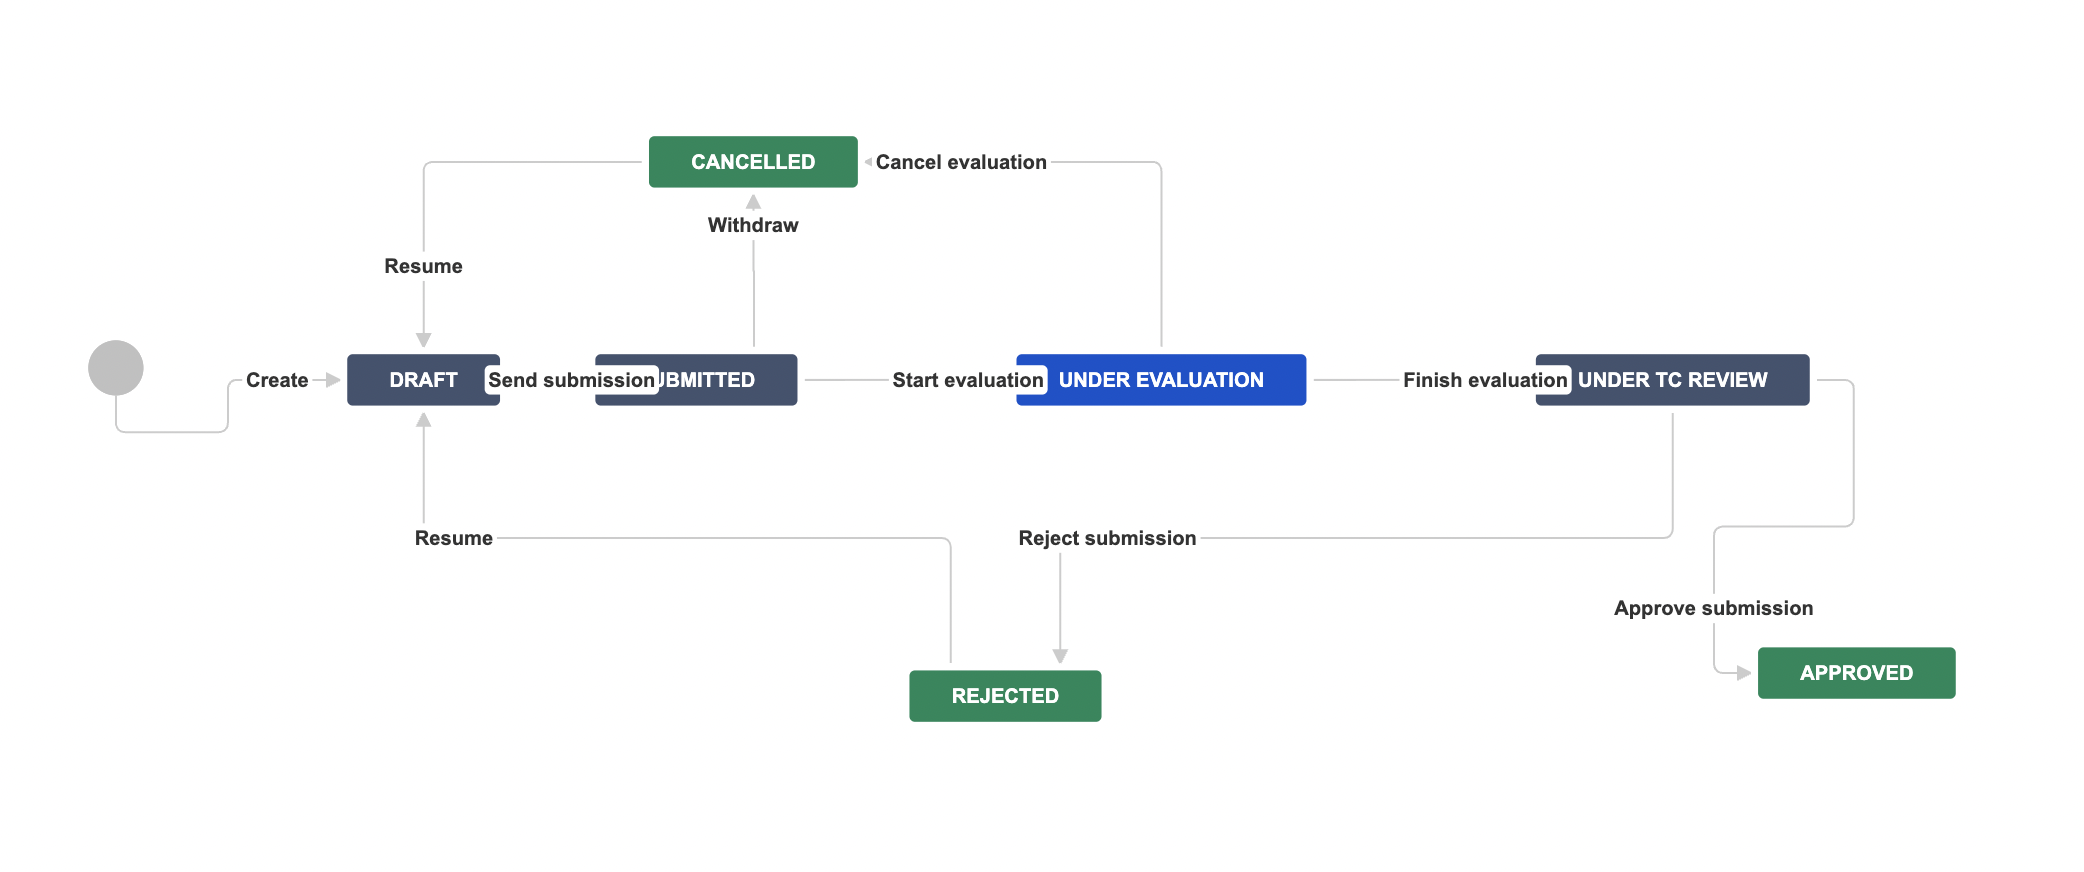 CANCELLED
Cancel evaluation
Withdraw
Resume
Create
DRAFT
Send submission
UBMITTED
Start evaluation
UNDER EVALUATION
Finish evaluation
UNDER TC REVIEW
Resume
Reject submission
Approve submission
REJECTED
APPROVED